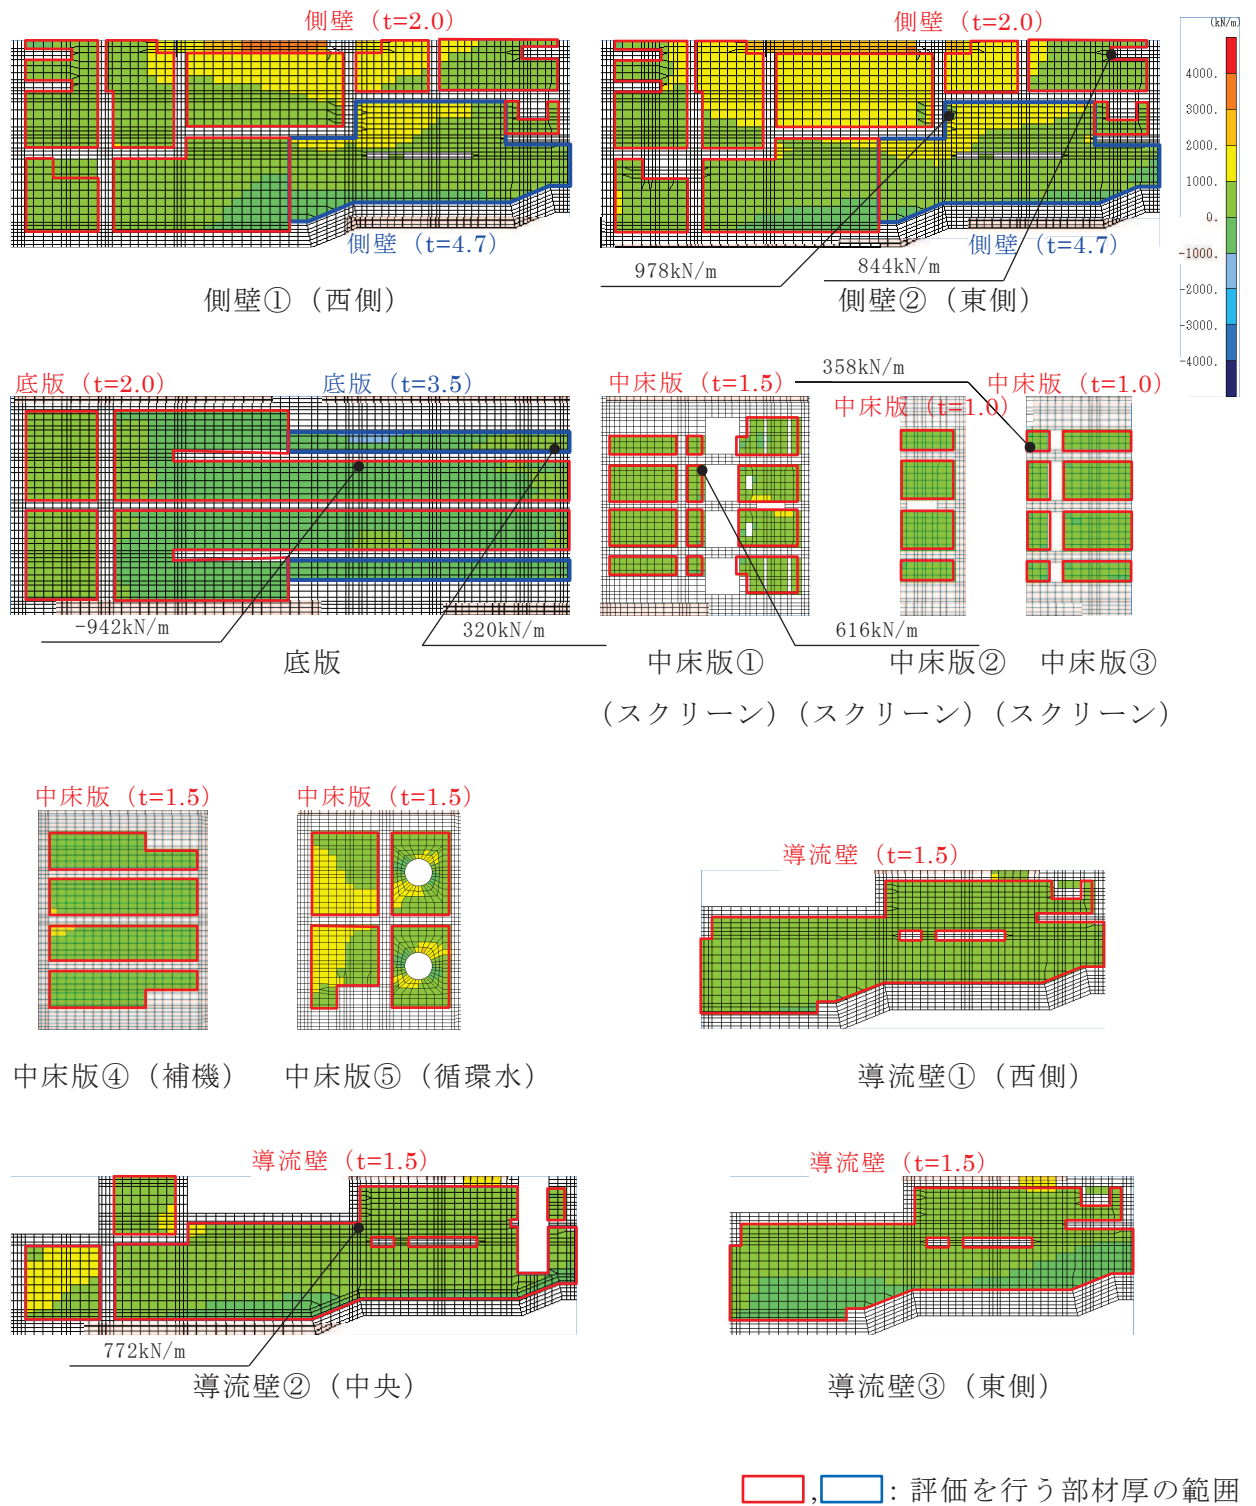 側壁（t=2.0）
側壁（t=2.0）
(kN/m)
4000.
3000.
2000.
1000.
0.
-1000.
-2000.
-3000.
-4000.
側壁（t=4.7）
側壁（t=4.7）
978kN/m
844kN/m
側壁①（西側）
側壁②（東側）
底版（t=2.0）
底版（t=3.5）
中床版（t=1.5）
358kN/m
中床版（t=1.0）
中床版（t=1.0）
-942kN/m
320kN/m
616kN/m
底版
中床版①
中床版②
中床版③
（スクリーン）
（スクリーン）
（スクリーン）
中床版（t=1.5）
中床版（t=1.5）
導流壁（t=1.5）
中床版④（補機）
中床版⑤（循環水）
導流壁①（西側）
導流壁（t=1.5）
導流壁（t=1.5）
772kN/m
導流壁②（中央）
導流壁③（東側）
,
：評価を行う部材厚の範囲